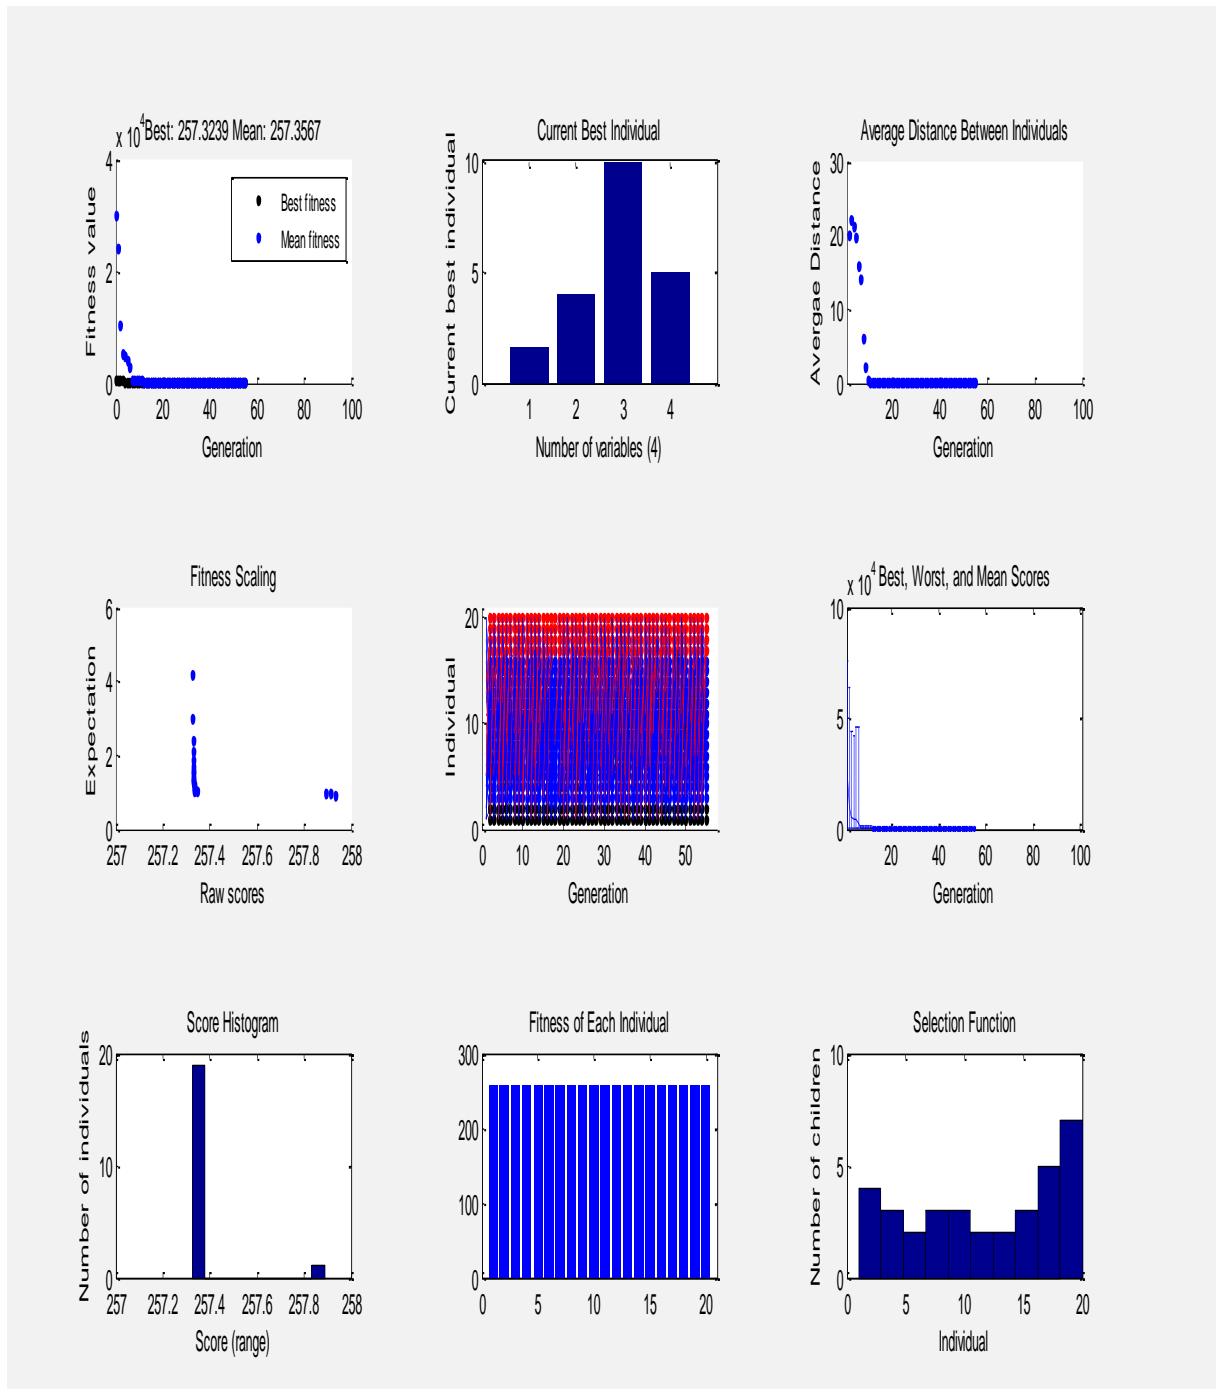 x 10^4 Best: 257.3239 Mean: 257.3567
4
2
0
Fitness value
Best fitness
Mean fitness
0 20 40 60 80 100
Generation
Current Best Individual
10
5
0
Current best individual
1 2 3 4
Number of variables (4)
Average Distance Between Individuals
30
20
10
0
Avergae Distance
20 40 60 80 100
Generation
Fitness Scaling
6
4
2
0
Expectation
257 257.2 257.4 257.6 257.8 258
Raw scores
20
10
0
Individual
0 10 20 30 40 50
Generation
x 10^4 Best, Worst, and Mean Scores
10
5
0
20 40 60 80 100
Generation
Score Histogram
20
10
0
Number of individuals
257 257.2 257.4 257.6 257.8 258
Score (range)
Fitness of Each Individual
300
200
100
0
0 5 10 15 20
Selection Function
10
5
0
Number of children
0 5 10 15 20
Individual